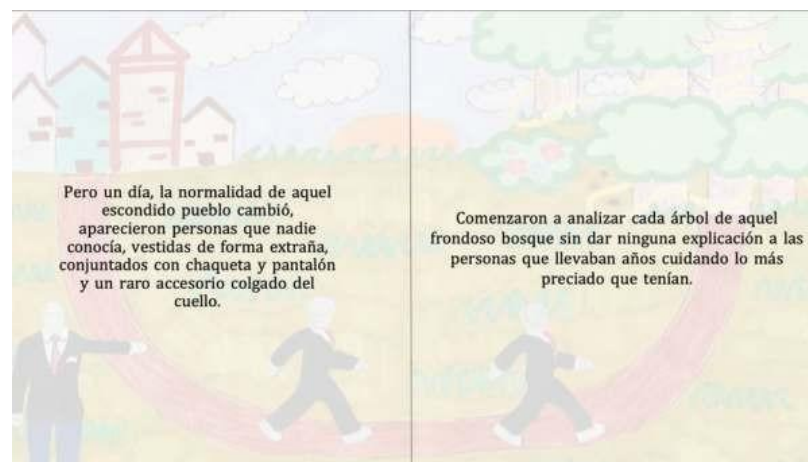 Pero un día, la normalidad de aquel
escondido pueblo cambió,
aparecieron personas que nadie
conocía, vestidas de forma extraña,
conjuntados con chaqueta y pantalón
y un raro accesorio colgado del
cuello.
Comenzaron a analizar cada árbol de aquel
frondoso bosque sin dar ninguna explicación a las
personas que llevaban años cuidando lo más
preciado que tenían.